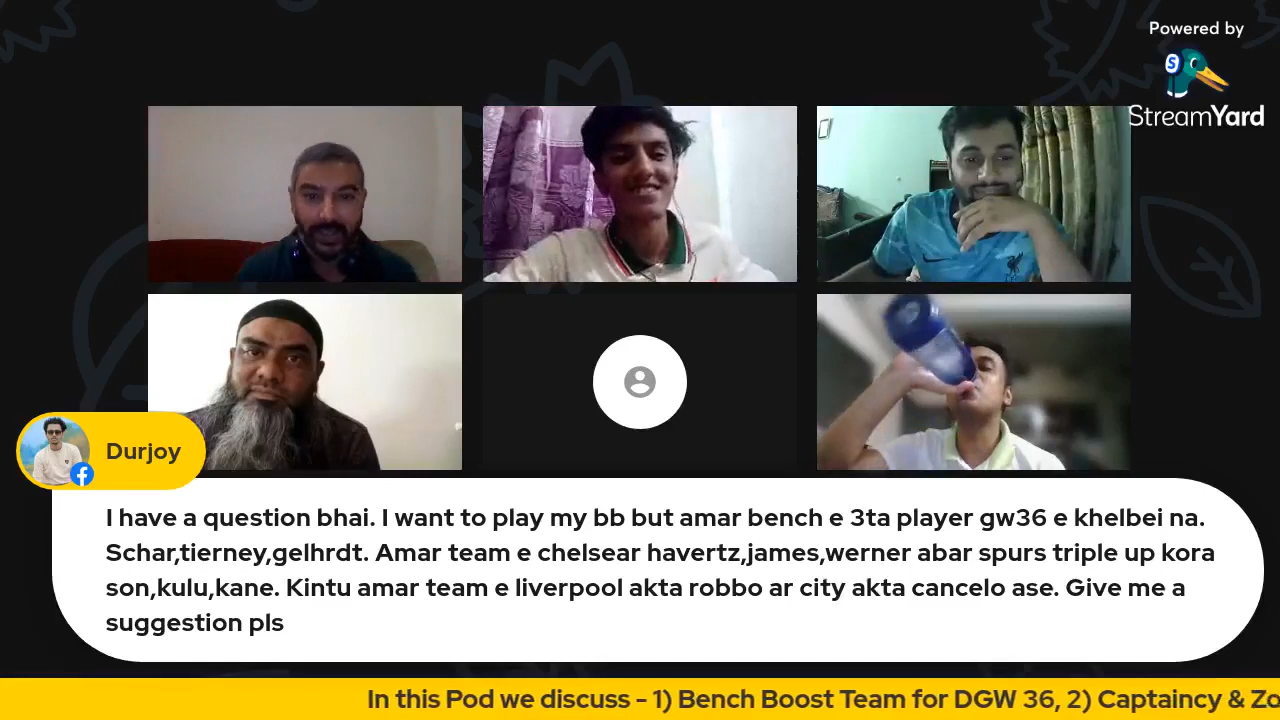 Powered by
StreamYard
Durjoy
I have a question bhai. I want to play my bb but amar bench e 3ta player gw36 e khelbei na.
Schar,tierney,gelhrdt. Amar team e chelsear havertz,james,werner abar spurs triple up kora
son,kulu,kane. Kintu amar team e liverpool akta robbo ar city akta cancelo ase. Give me a
suggestion pls
In this Pod we discuss - 1) Bench Boost Team for DGW 36, 2) Captaincy &